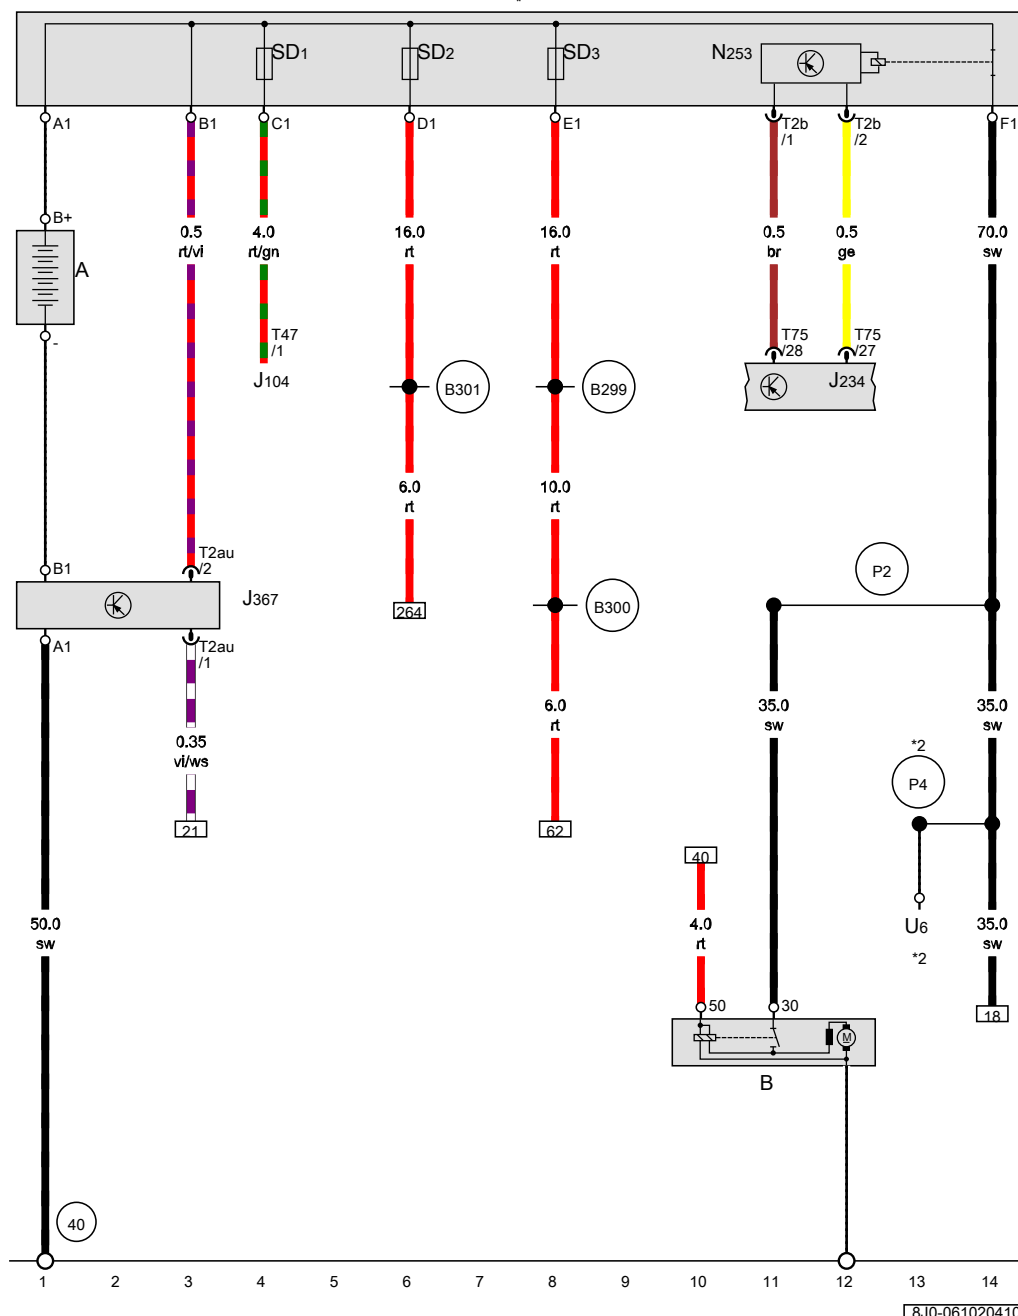 *
SD1
SD2
SD3
N253
A1
B1
C1
D1
E1
T2b
/1
T2b
/2
F1
B+
A
-
0.5
rt/vi
4.0
rt/gn
16.0
rt
16.0
rt
0.5
br
0.5
ge
70.0
sw
T47
/1
J104
T75
/28
T75
/27
J234
B301
B299
6.0
rt
10.0
rt
B1
T2au
/2
J367
A1
T2au
/1
264
B300
P2
0.35
vi/ws
6.0
rt
35.0
sw
35.0
sw
*2
P4
21
62
40
50.0
sw
4.0
rt
U6
*2
35.0
sw
50
30
18
M
B
40
1
2
3
4
5
6
7
8
9
10
11
12
13
14
8J0-061020410